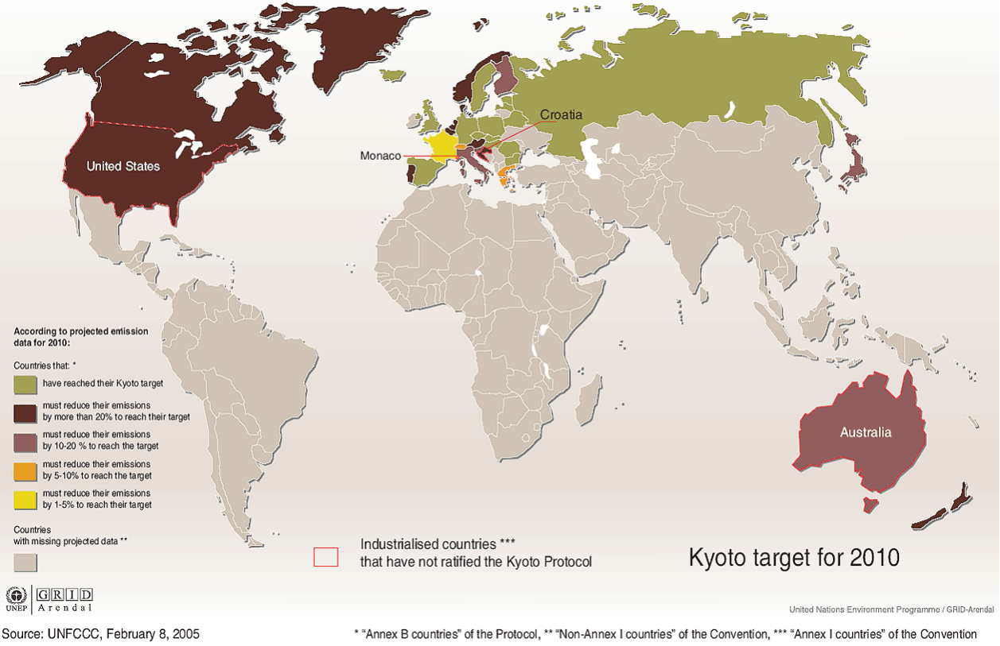 Croatia
Monaco
United States
According to projected emission
data for 2010:
Countries that: *
have reached their Kyoto target
must reduce their emissions
by more than 20% to reach their target
must reduce their emissions
by 10-20 % to reach the target
must reduce their emissions
by 5-10% to reach the target
must reduce their emissions
by 1-5% to reach their target
Countries
with missing projected data **
Australia
Industrialised countries ***
that have not ratified the Kyoto Protocol
Kyoto target for 2010
UNEP
GRID
Arendal
United Nations Environment Programme / GRID-Arendal
Source: UNFCCC, February 8, 2005
* “Annex B countries” of the Protocol, ** “Non-Annex I countries” of the Convention, *** “Annex I countries” of the Convention